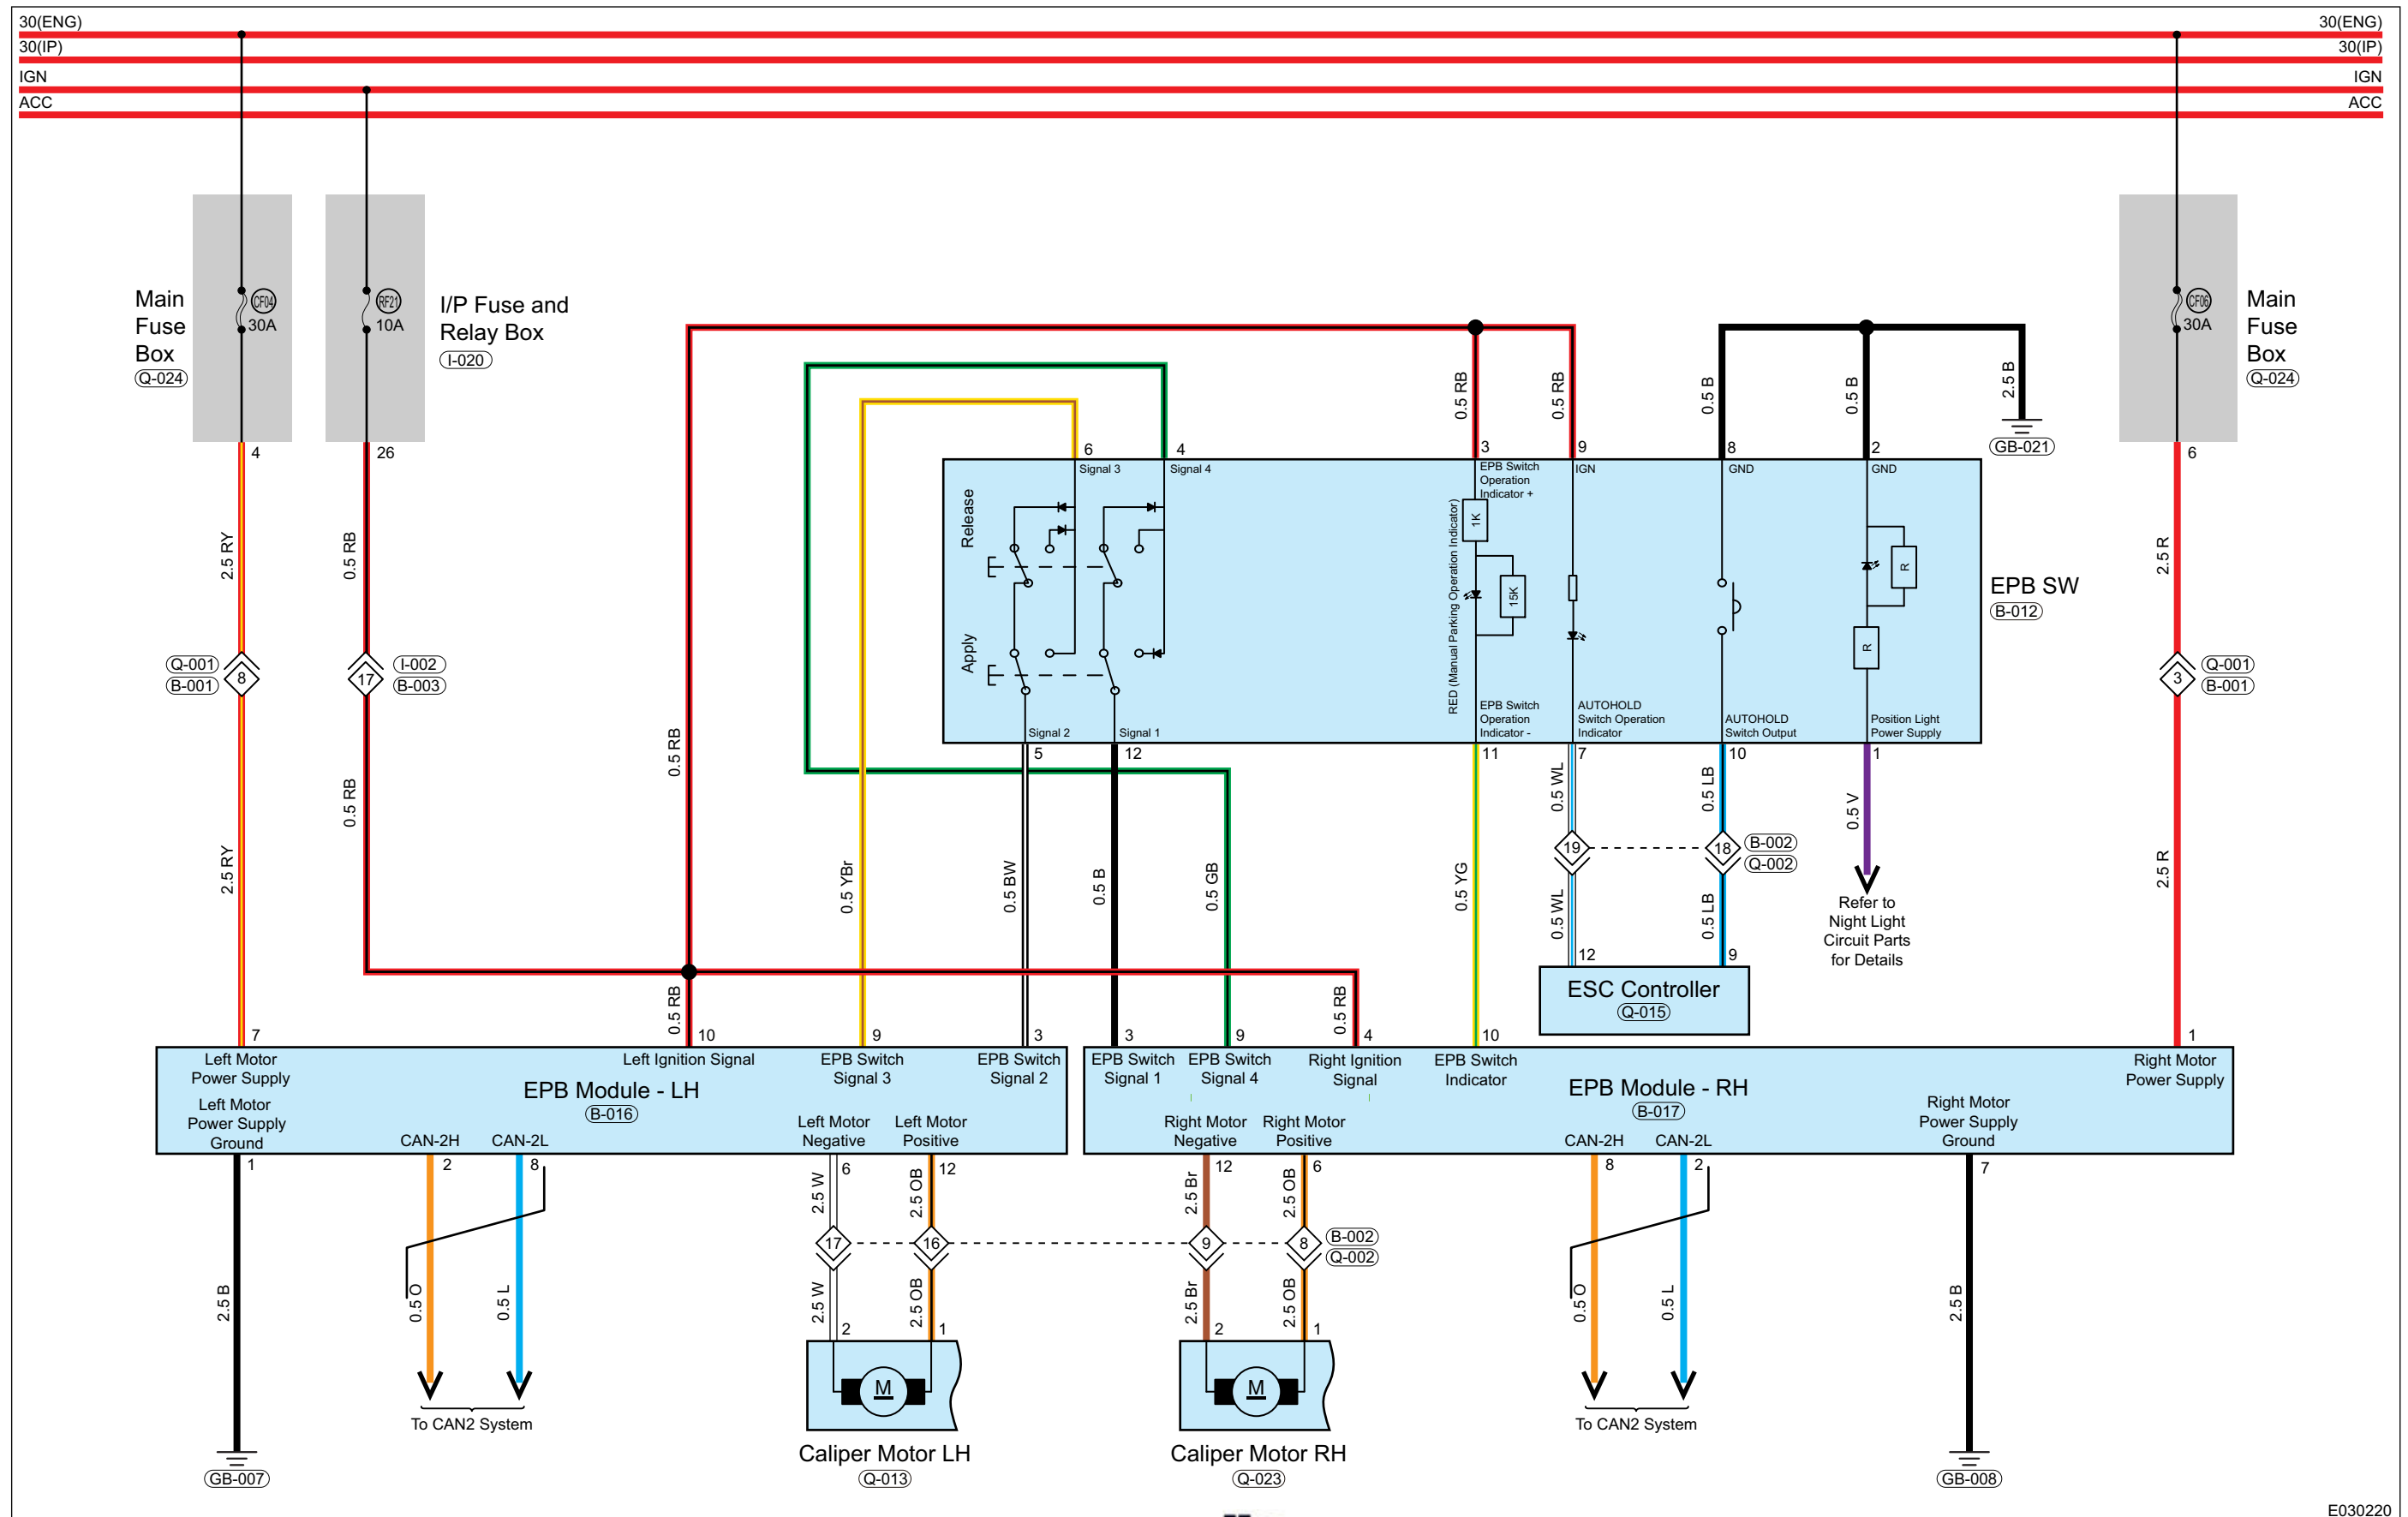 30(ENG)
30(ENG)
30(IP)
30(IP)
IGN
IGN
ACC
ACC
Main
Fuse
Box
Q-024
CF04
30A
RF21
10A
I/P Fuse and
Relay Box
I-020
CF06
30A
Main
Fuse
Box
Q-024
4
26
6
2.5 RY
0.5 RB
2.5 R
Q-001
B-001
8
17
I-002
B-003
3
Q-001
B-001
2.5 RY
0.5 RB
0.5 RB
2.5 R
0.5 RB
0.5 RB
0.5 B
0.5 B
2.5 B
GB-021
6
4
3
9
8
2
Signal 3
Signal 4
EPB Switch
Operation
Indicator +
IGN
GND
GND
Release
Apply
RED (Manual Parking Operation Indicator)
1K
15K
R
R
EPB SW
B-012
Signal 2
Signal 1
EPB Switch
Operation
Indicator -
AUTOHOLD
Switch Operation
Indicator
AUTOHOLD
Switch Output
Position Light
Power Supply
5
12
11
7
10
1
0.5 YBr
0.5 BW
0.5 B
0.5 GB
0.5 YG
0.5 WL
0.5 LB
0.5 V
19
18
B-002
Q-002
0.5 WL
0.5 LB
Refer to
Night Light
Circuit Parts
for Details
12
9
ESC Controller
Q-015
0.5 RB
0.5 RB
7
10
9
3
3
9
4
10
1
Left Motor
Power Supply
Left Ignition Signal
EPB Switch
Signal 3
EPB Switch
Signal 2
EPB Switch
Signal 1
EPB Switch
Signal 4
Right Ignition
Signal
EPB Switch
Indicator
Right Motor
Power Supply
EPB Module - LH
B-016
EPB Module - RH
B-017
Left Motor
Power Supply
Ground
CAN-2H
CAN-2L
Left Motor
Negative
Left Motor
Positive
Right Motor
Negative
Right Motor
Positive
CAN-2H
CAN-2L
Right Motor
Power Supply
Ground
1
2
8
6
12
12
6
8
2
7
2.5 W
2.5 OB
2.5 Br
2.5 OB
17
16
9
8
B-002
Q-002
2.5 B
0.5 O
0.5 L
2.5 W
2.5 OB
2.5 Br
2.5 OB
0.5 O
0.5 L
2.5 B
2
1
2
1
M
M
To CAN2 System
To CAN2 System
Caliper Motor LH
Q-013
Caliper Motor RH
Q-023
GB-007
GB-008
E030220